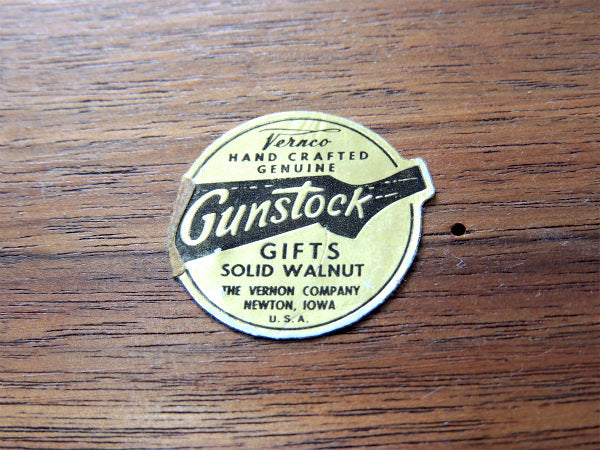 Vernco
HAND CRAFTED
GENUINE
Gunstock
GIFTS
SOLID WALNUT
THE VERNON COMPANY
NEWTON, IOWA
U.S.A.